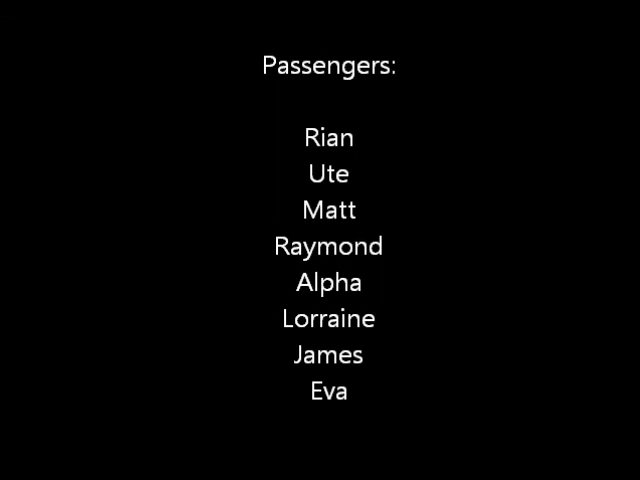 Passengers:
Rian
Ute
Matt
Raymond
Alpha
Lorraine
James
Eva